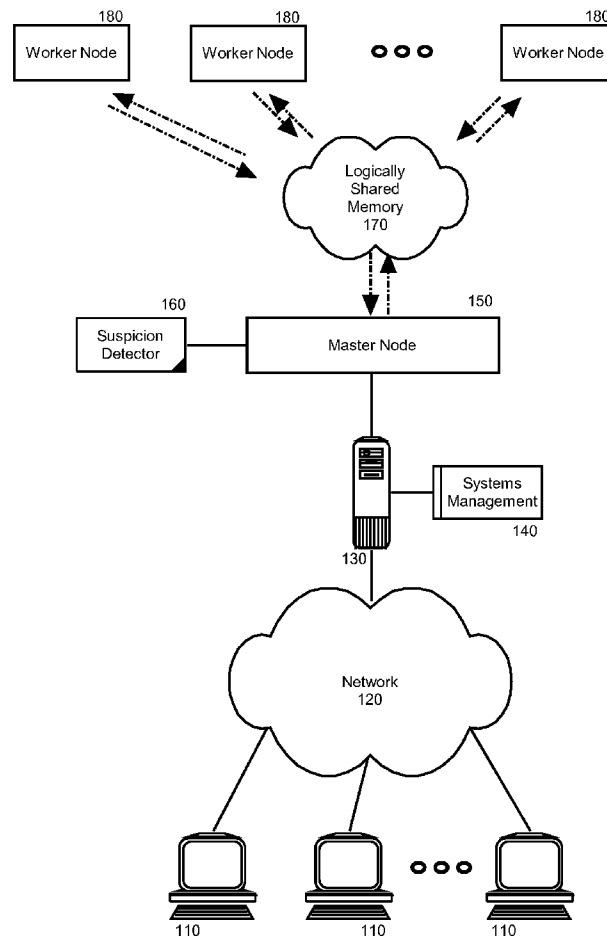 180
180
180
Worker Node
Worker Node
Worker Node
Logically
Shared
Memory
170
160
150
Suspicion
Detector
Master Node
Systems
Management
140
130
Network
120
110
110
110